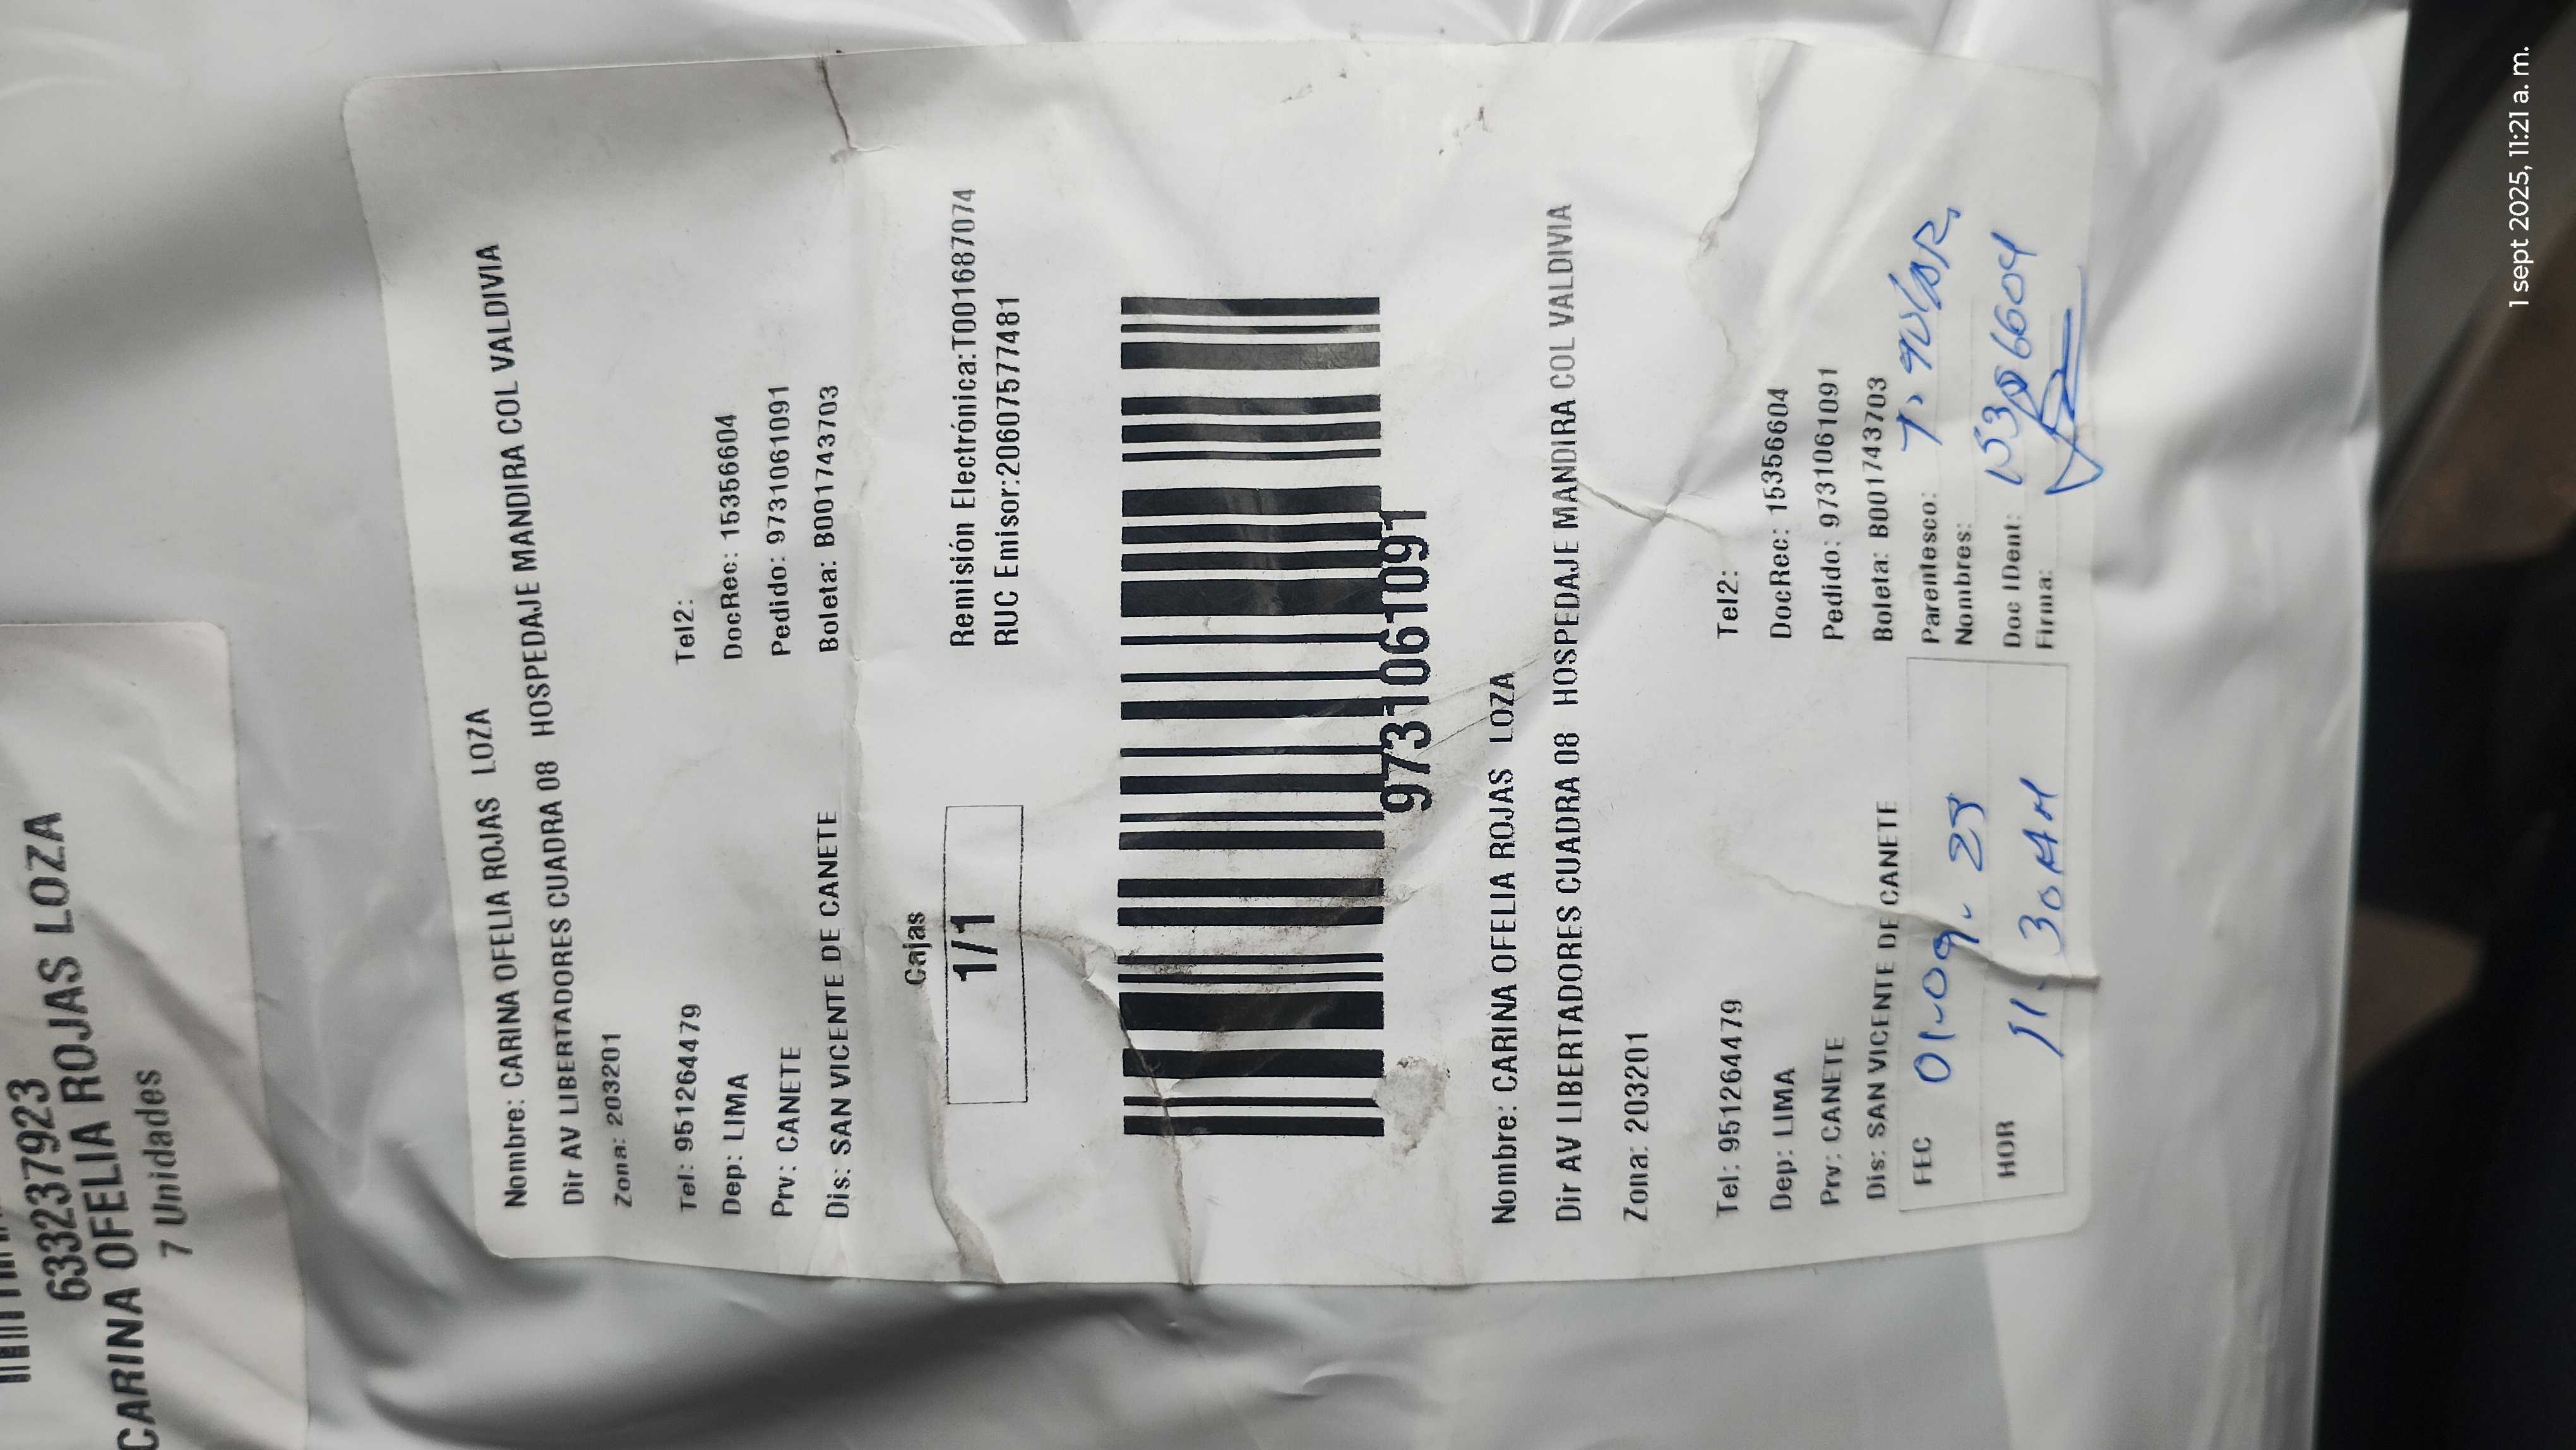 6333237923
CARINA OFELIA ROJAS LOZA
7 Unidades
Nombre: CARINA OFELIA ROJAS LOZA
Dir AV LIBERTADORES CUADRA 08 HOSPEDAJE MANDIRA COL VALDIVIA
Zona: 203201
Tel: 951264479 Tel2:
Dep: LIMA DocRec: 15356604
Prv: CANETE Pedido: 97310610​91
Dis: SAN VICENTE DE CANETE Boleta: B001743703
Cajas
1/1
Remisión Electrónica:T001687074
RUC Emisor:20607577481
9731061091
Nombre: CARINA OFELIA ROJAS LOZA
Dir AV LIBERTADORES CUADRA 08 HOSPEDAJE MANDIRA COL VALDIVIA
Zona: 203201
Tel: 951264479 Tel2:
Dep: LIMA DocRec: 15356604
Prv: CANETE Pedido: 9731061091
Dis: SAN VICENTE DE CANETE Boleta: B001743703
FEC 01-09-25 Parentesco:
Nombres:
HOR 11-30AM Doc IDent:
Firma:
1 sept 2025, 11:21 a. m.